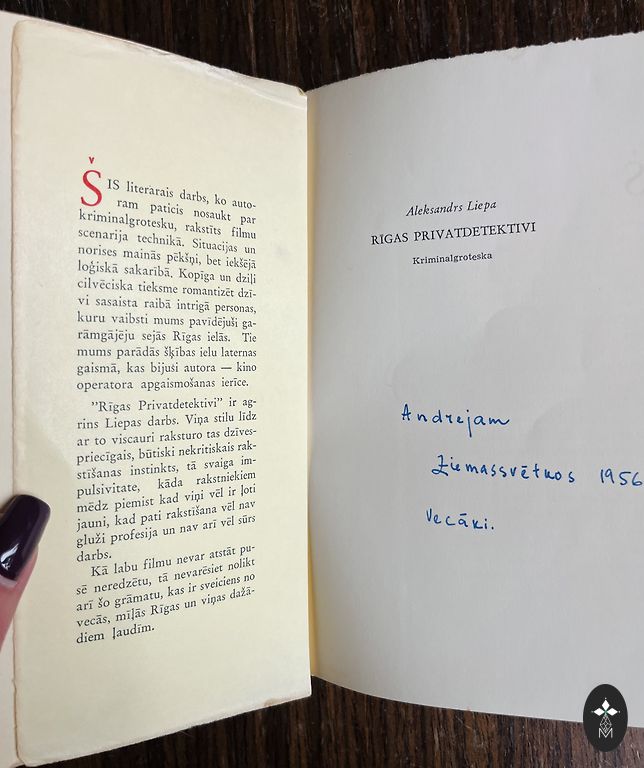 ŠIS literārais darbs, ko auto-
ram paticis nosaukt par
kriminalgrotesku, rakstīts filmu
scenarija technikā. Situacijas un
norises mainās pēkšņi, bet iekšējā
loģiskā sakarībā. Kopīga un dziļi
cilvēciska tieksme romantizēt dzī-
vi sasaista raibā intrigā personas,
kuru vaibsti mums pavīdējuši ga-
rāmgājēju sejās Rīgas ielās. Tie
mums parādās šķības ielu laternas
gaismā, kas bijusi autora — kino
operatora apgaismošanas ierīce.
"Rīgas Privatdetektivi" ir ag-
rīns Liepas darbs. Viņa stilu līdz
ar to viscauri raksturo tas dzīves-
priecīgais, būtiski nekritiskais rak-
stīšanas instinkts, tā svaiga im-
pulsivitate, kāda rakstniekiem
mēdz piemist kad viņi vēl ir ļoti
jauni, kad pati rakstīšana vēl nav
gluži profesija un nav arī vēl sūrs
darbs.
Kā labu filmu nevar atstāt pu-
sē neredzētu, tā nevarēsiet nolikt
arī šo grāmatu, kas ir sveiciens no
vecās, mīļās Rīgas un viņas dažā-
diem ļaudīm.
Aleksandrs Liepa
RĪGAS PRIVATDETEKTIVI
Kriminalgroteska
Andrejam
Ziemassvētkos 1956
Vecāki.
M